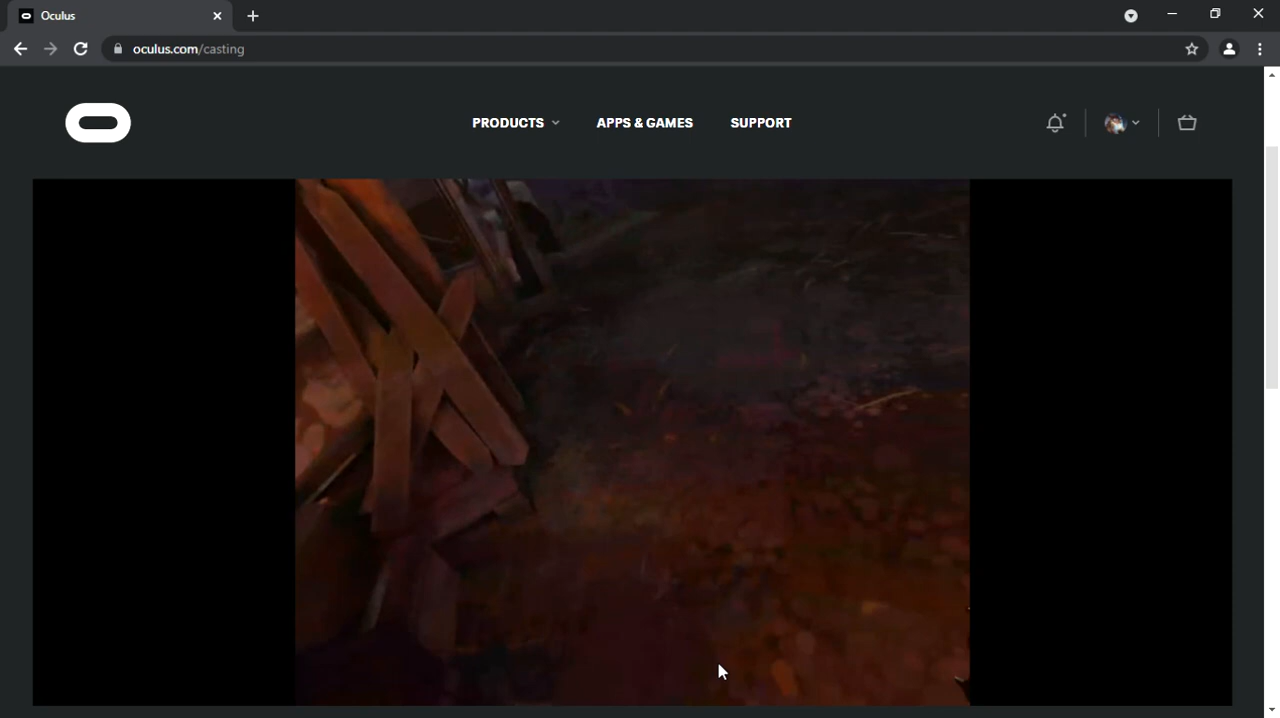 Oculus
oculus.com/casting
PRODUCTS
APPS & GAMES
SUPPORT